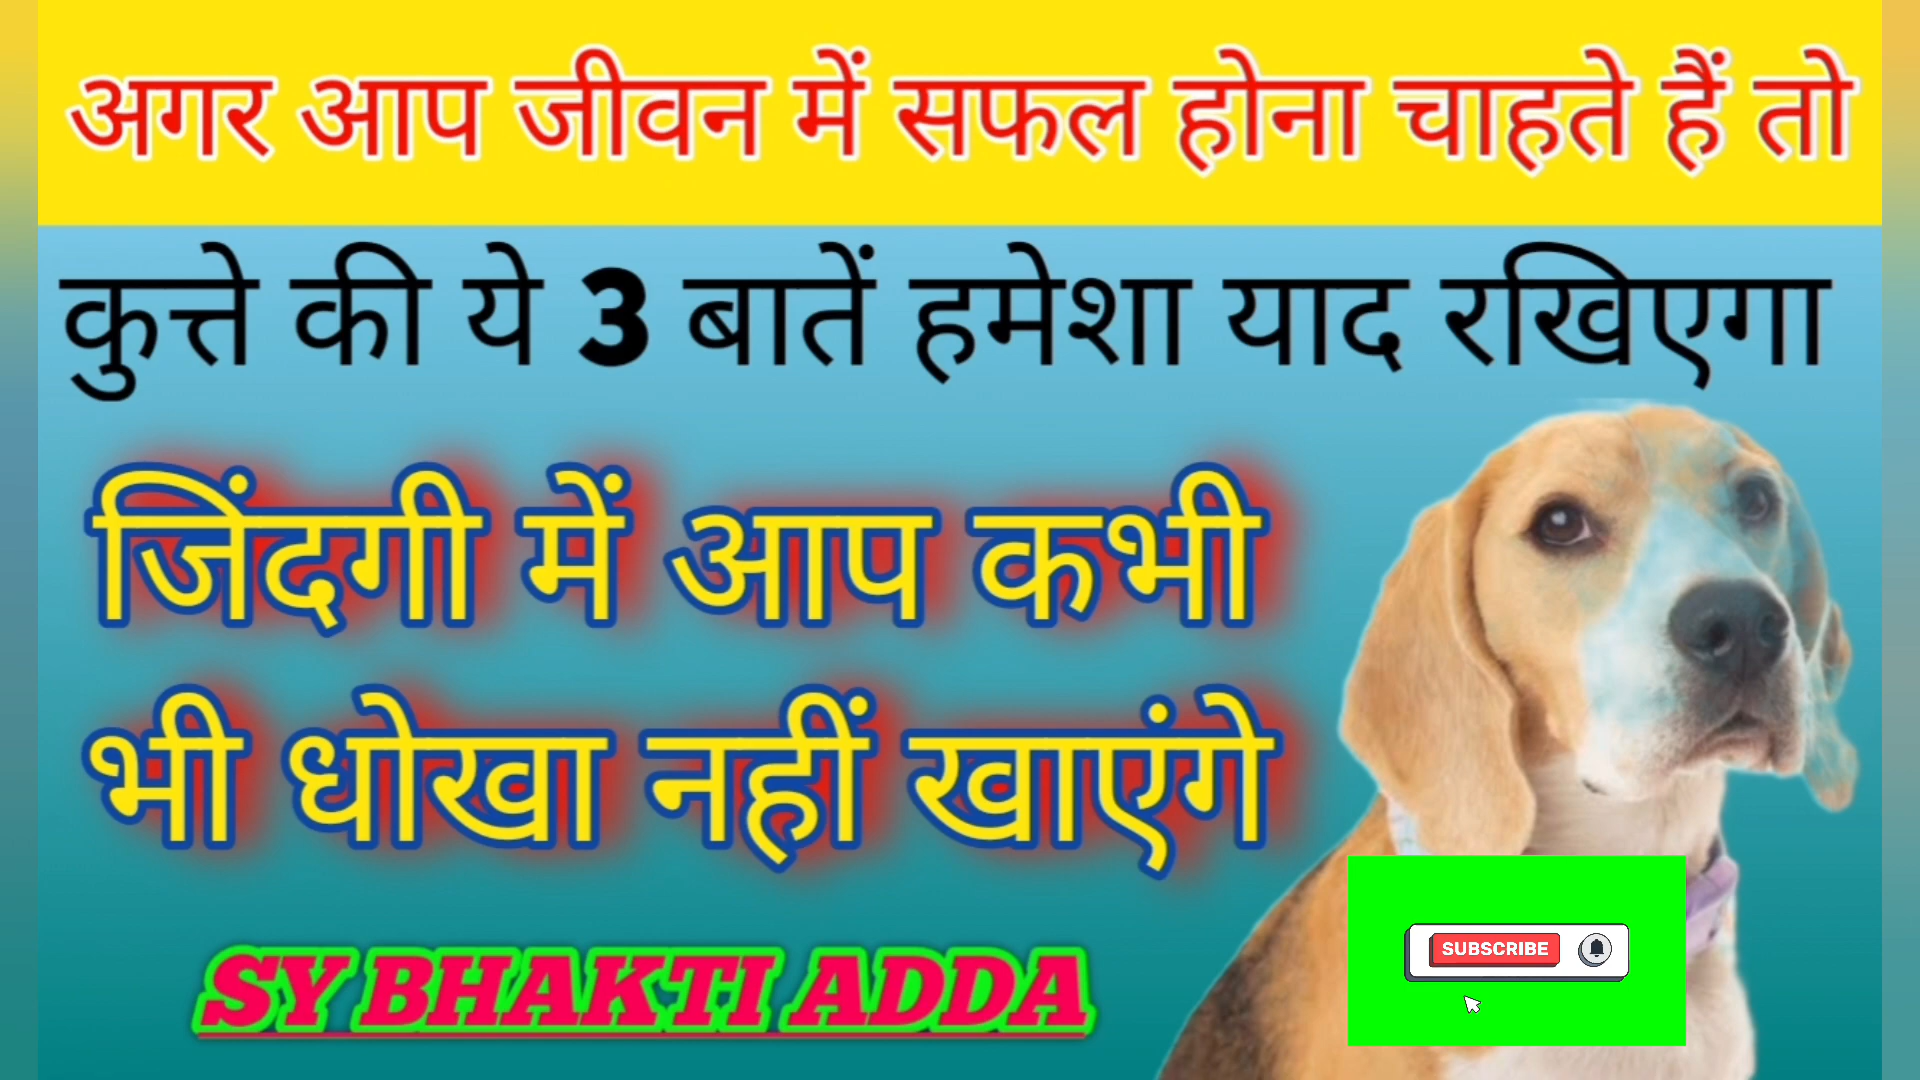 अगर आप जीवन में सफल होना चाहते हैं तो
कुत्ते की ये 3 बातें हमेशा याद रखिएगा
जिंदगी में आप कभी
भी धोखा नहीं खाएंगे
SY BHAKTI ADDA
SUBSCRIBE